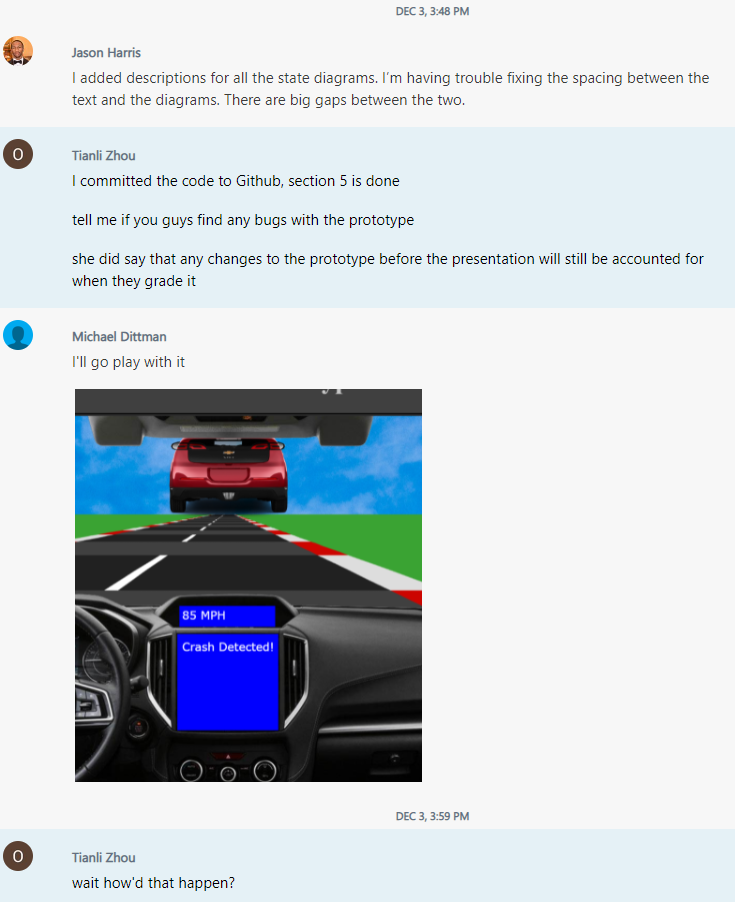 DEC 3, 3:48 PM
Jason Harris
I added descriptions for all the state diagrams. I'm having trouble fixing the spacing between the
text and the diagrams. There are big gaps between the two.
O
Tianli Zhou
I committed the code to Github, section 5 is done
tell me if you guys find any bugs with the prototype
she did say that any changes to the prototype before the presentation will still be accounted for
when they grade it
Michael Dittman
I'll go play with it
85 MPH
Crash Detected!
DEC 3, 3:59 PM
O
Tianli Zhou
wait how'd that happen?